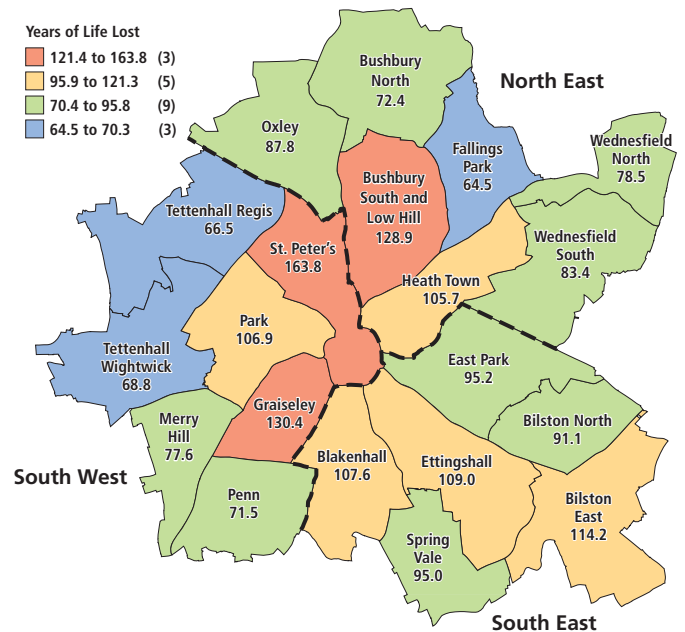 Years of Life Lost
121.4 to 163.8 (3)
95.9 to 121.3 (5)
70.4 to 95.8 (9)
64.5 to 70.3 (3)
Bushbury
North
72.4
North East
Oxley
87.8
Fallings
Park
64.5
Wednesfield
North
78.5
Bushbury
South and
Low Hill
128.9
Tettenhall Regis
66.5
St. Peter's
163.8
Wednesfield
South
83.4
Heath Town
105.7
Park
106.9
Tettenhall
Wightwick
68.8
East Park
95.2
Graiseley
130.4
Merry
Hill
77.6
Bilston North
91.1
South West
Blakenhall
107.6
Ettingshall
109.0
Penn
71.5
Bilston
East
114.2
Spring
Vale
95.0
South East